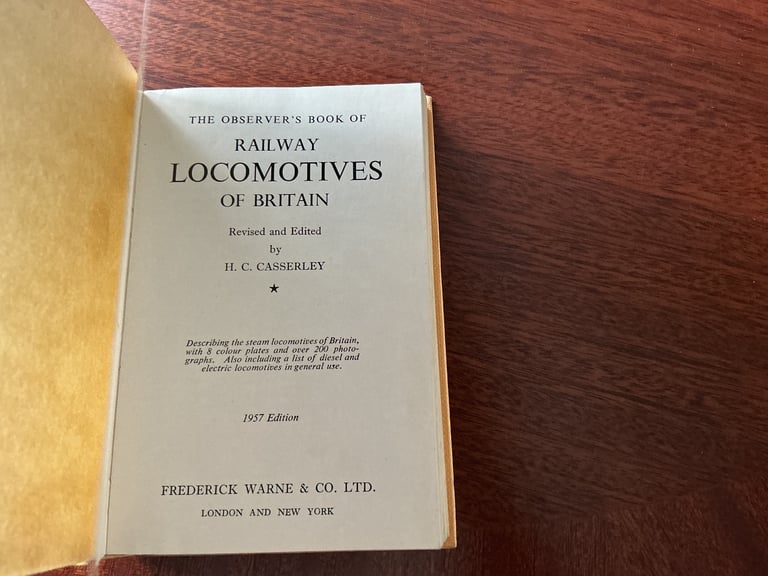 THE OBSERVER'S BOOK OF
RAILWAY
LOCOMOTIVES
OF BRITAIN
Revised and Edited
by
H. C. CASSERLEY
★
Describing the steam locomotives of Britain,
with 8 colour plates and over 200 photo-
graphs. Also including a list of diesel and
electric locomotives in general use.
1957 Edition
FREDERICK WARNE & CO. LTD.
LONDON AND NEW YORK